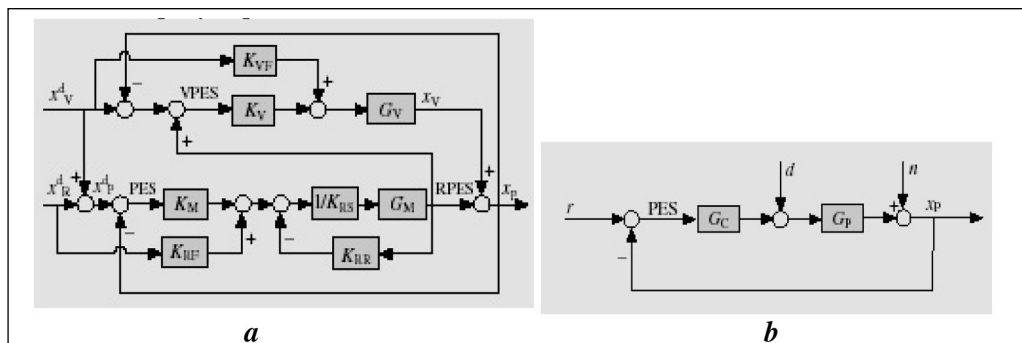 K_VF
+
−
x^d_V
VPES
K_V
G_V
x_V
+
+
+
x^d_R
x^d_P
PES
K_M
1/K_RS
G_M
RPES
x_P
−
+
−
K_RF
K_RR
a
d
n
r
PES
G_C
G_P
+
x_P
−
b